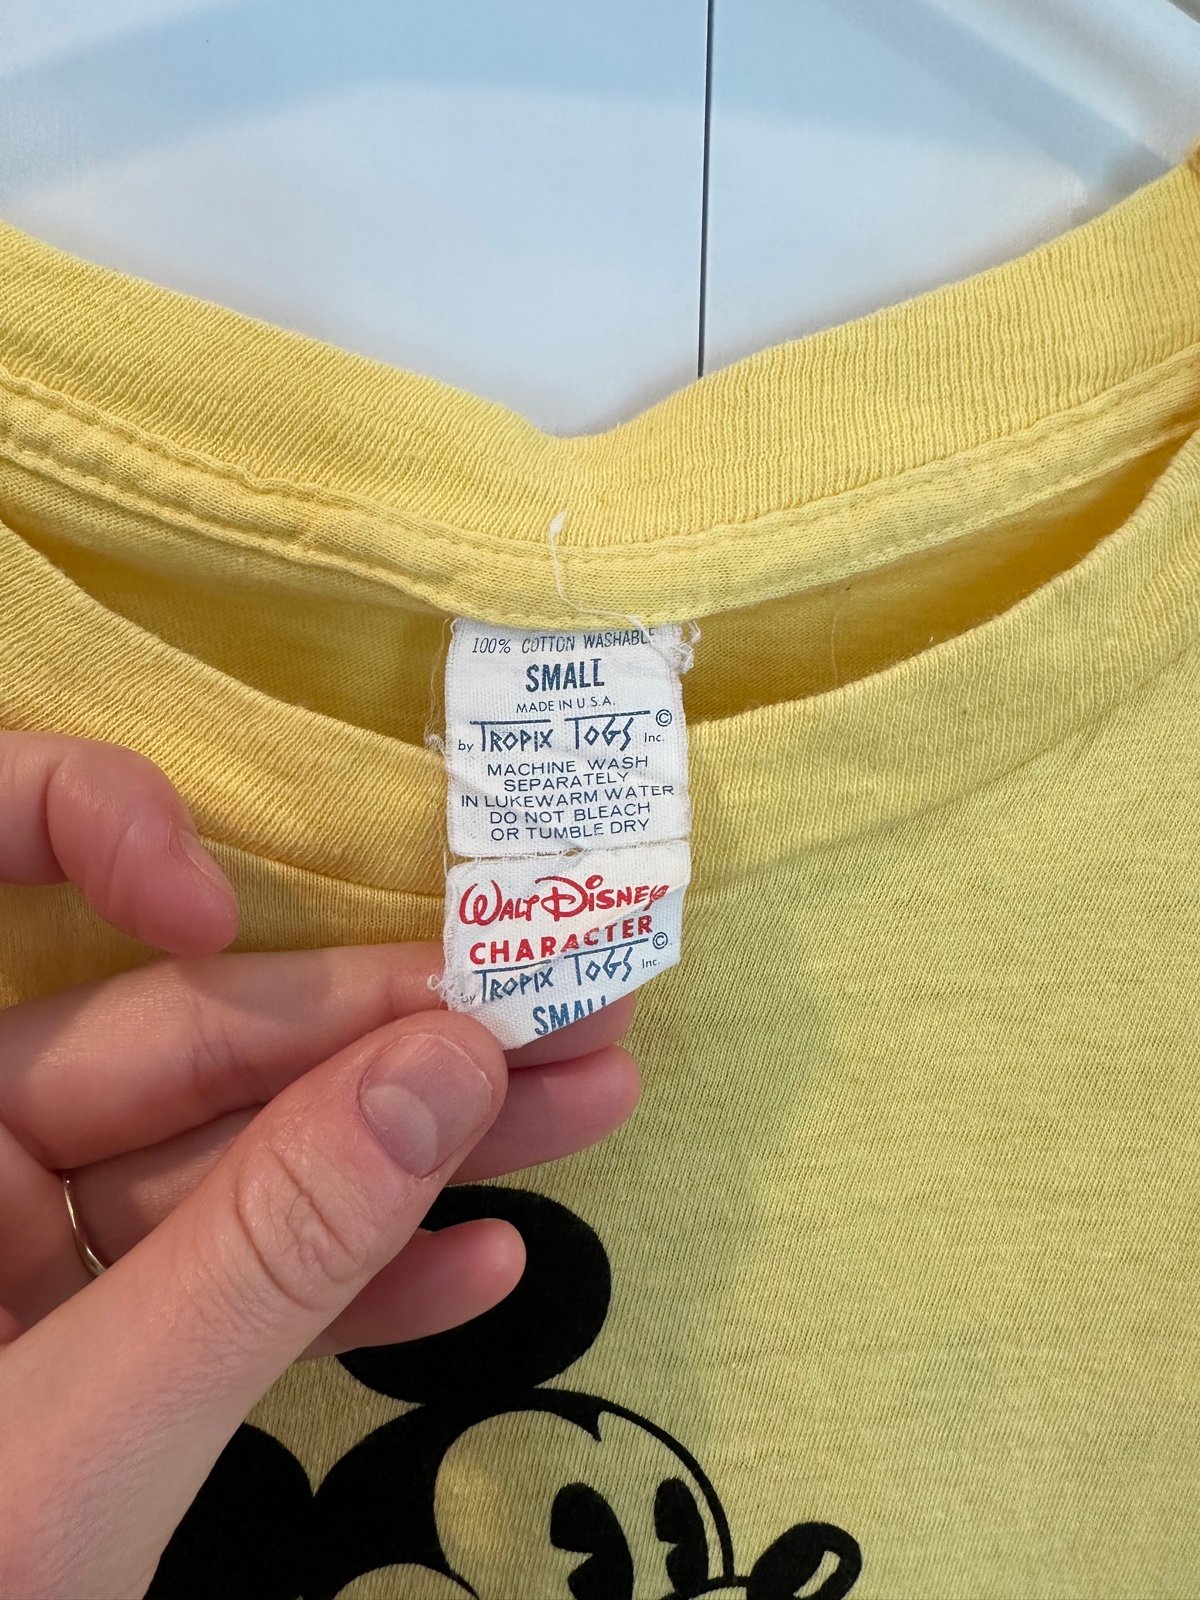 100% COTTON WASHABLE
SMALL
MADE IN U.S.A.
by TROPIX TOGS © Inc.
MACHINE WASH
SEPARATELY
IN LUKEWARM WATER
DO NOT BLEACH
OR TUMBLE DRY
WALT DISNEY
CHARACTER
by TROPIX TOGS © Inc.
SMALL